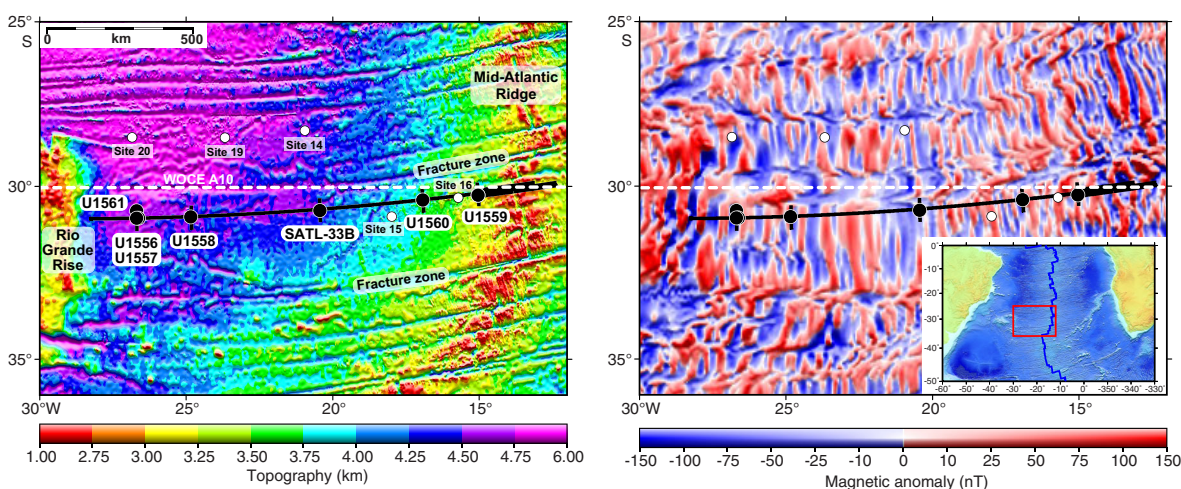 25°
S
30°
35°
30°W
25°
20°
15°
0 km 500
Mid-Atlantic
Ridge
Site 20
Site 19
Site 14
Fracture zone
WOCE A10
Site 16
U1561
U1559
Site 15
U1560
SATL-33B
U1558
U1556
U1557
Rio
Grande
Rise
Fracture zone
1.00 2.75 3.00 3.25 3.50 3.75 4.00 4.25 4.50 4.75 6.00
Topography (km)
25°
S
30°
35°
30°W
25°
20°
15°
0
-10
-20
-30
-40
-50
-60 -50 -40 -30 -20 -10 0 -350 -340 -330
-150 -100 -75 -50 -25 0 10 25 50 75 100 150
Magnetic anomaly (nT)